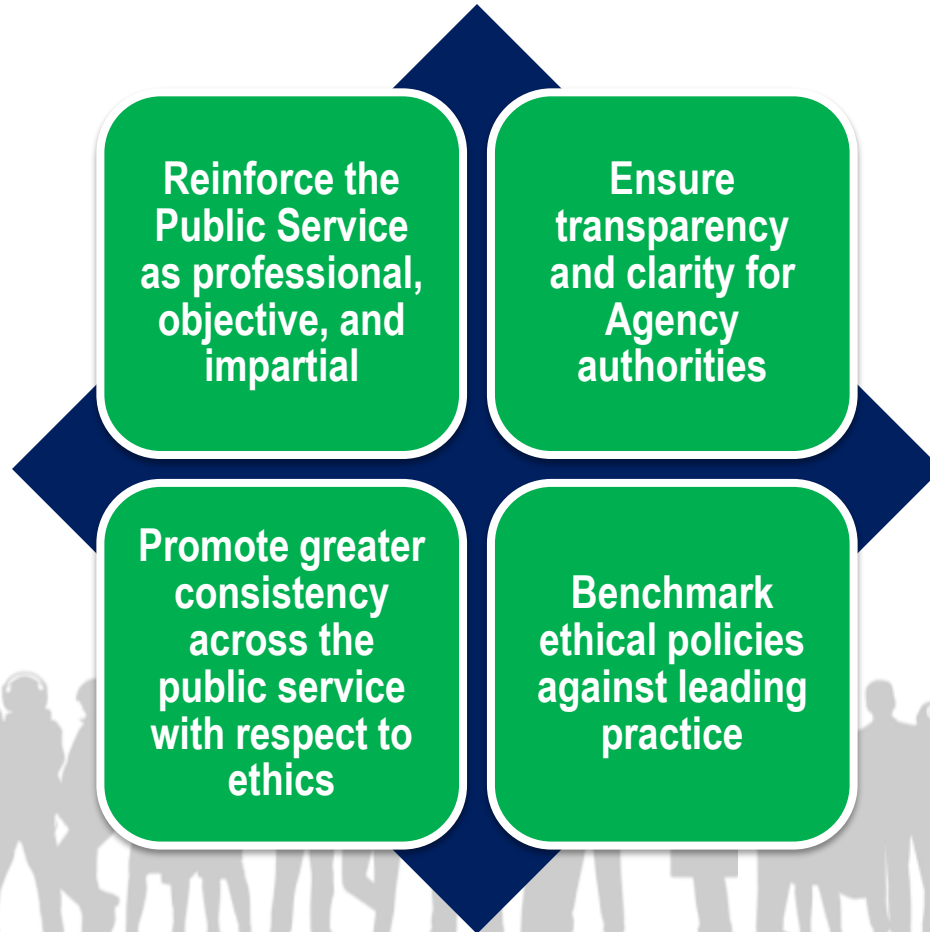 Reinforce the
Public Service
as professional,
objective, and
impartial
Ensure
transparency
and clarity for
Agency
authorities
Promote greater
consistency
across the
public service
with respect to
ethics
Benchmark
ethical policies
against leading
practice